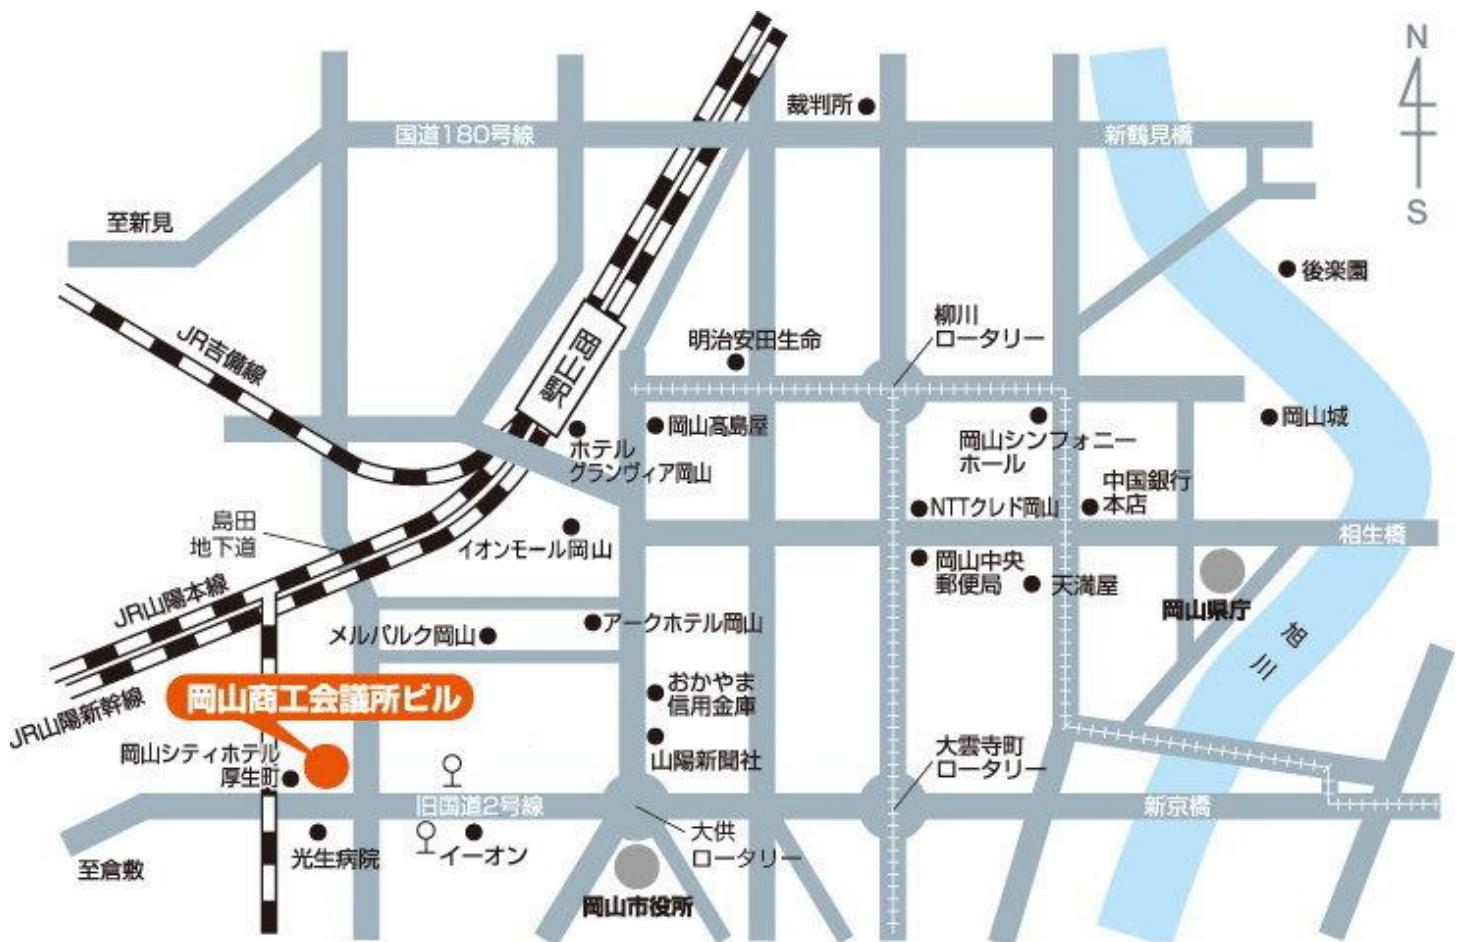 N
S
裁判所
国道180号線
新鶴見橋
至新見
後楽園
JR吉備線
岡山駅
明治安田生命
柳川
ロータリー
岡山髙島屋
ホテル
グランヴィア岡山
岡山シンフォニー
ホール
岡山城
中国銀行
本店
NTTクレド岡山
島田
地下道
イオンモール岡山
相生橋
岡山中央
郵便局
天満屋
岡山県庁
JR山陽本線
メルパルク岡山
アークホテル岡山
旭川
JR山陽新幹線
岡山商工会議所ビル
おかやま
信用金庫
山陽新聞社
岡山シティホテル
厚生町
大雲寺町
ロータリー
旧国道2号線
新京橋
光生病院
イーオン
大供
ロータリー
至倉敷
岡山市役所